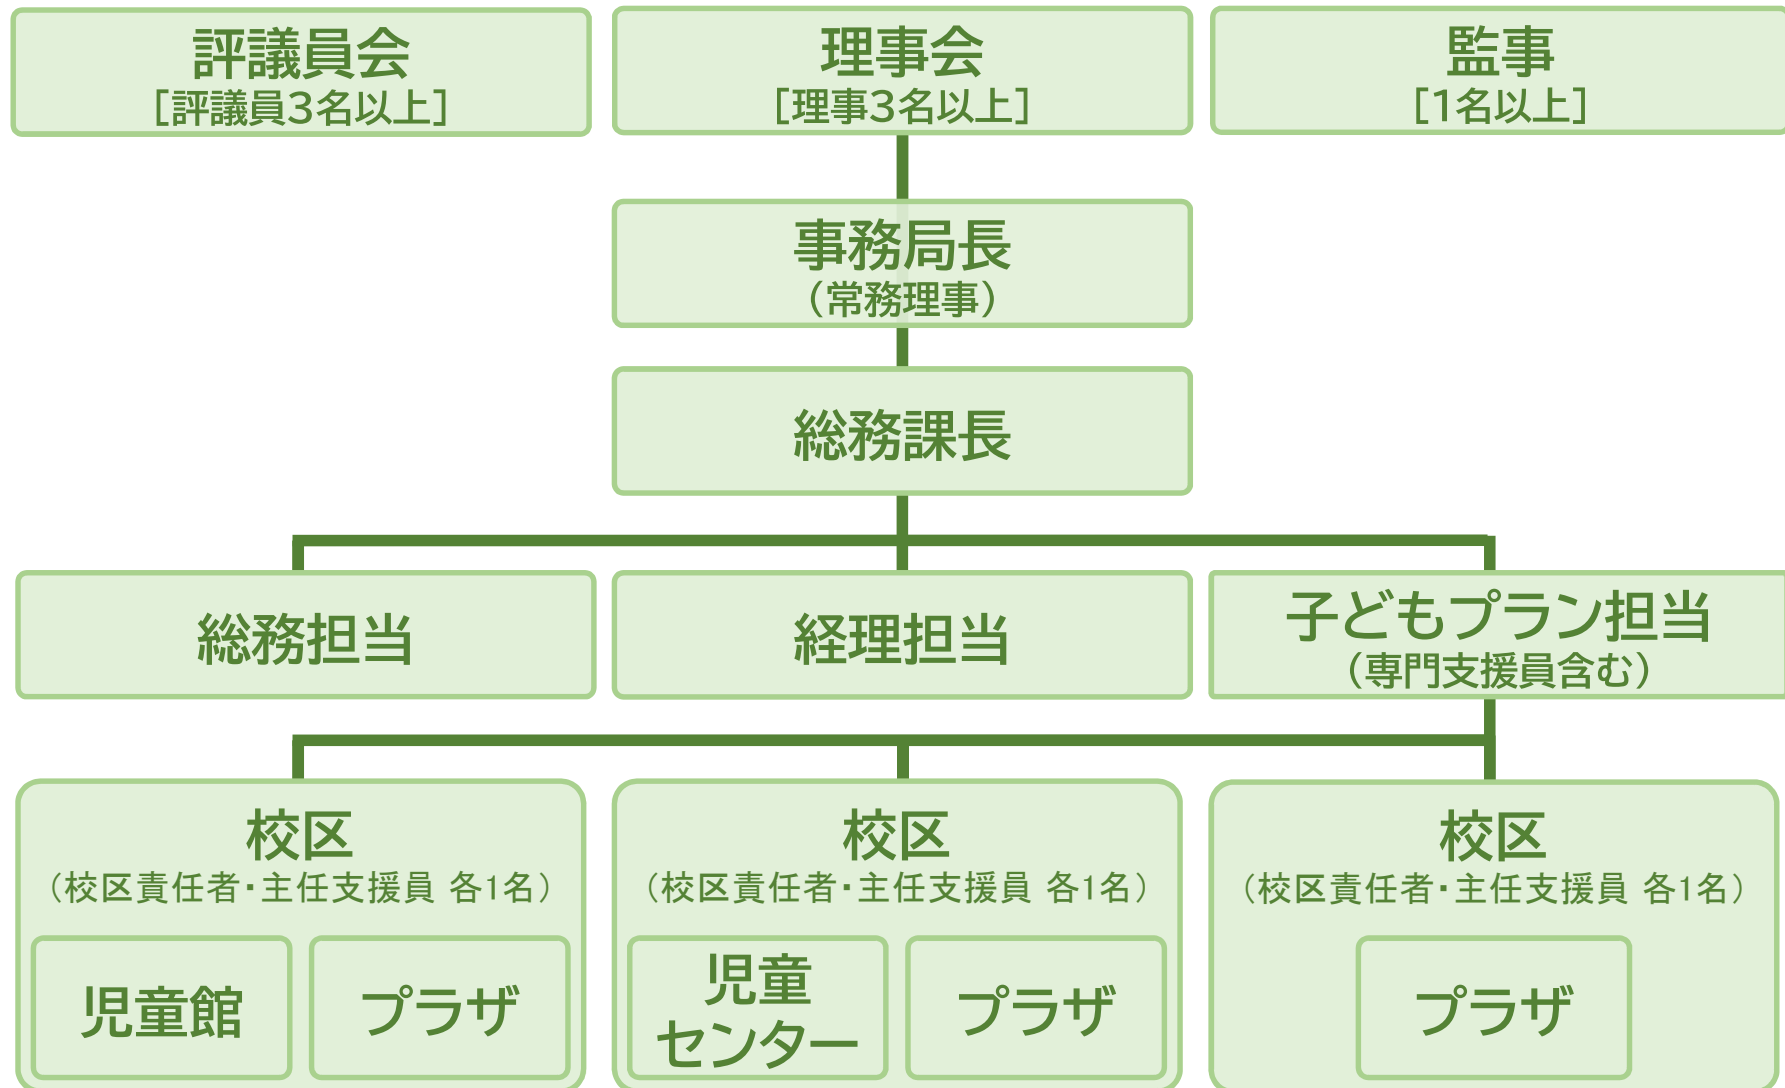 評議員会
［評議員3名以上］
理事会
［理事3名以上］
監事
［1名以上］
事務局長
（常務理事）
総務課長
総務担当
経理担当
子どもプラン担当
（専門支援員含む）
校区
（校区責任者・主任支援員 各1名）
児童館
プラザ
校区
（校区責任者・主任支援員 各1名）
児童
センター
プラザ
校区
（校区責任者・主任支援員 各1名）
プラザ